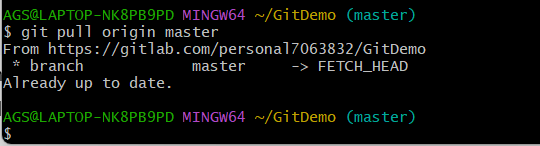 AGS@LAPTOP-NK8PB9PD MINGW64 ~/GitDemo (master)
$ git pull origin master
From https://gitlab.com/personal7063832/GitDemo
 * branch            master     -> FETCH_HEAD
Already up to date.

AGS@LAPTOP-NK8PB9PD MINGW64 ~/GitDemo (master)
$